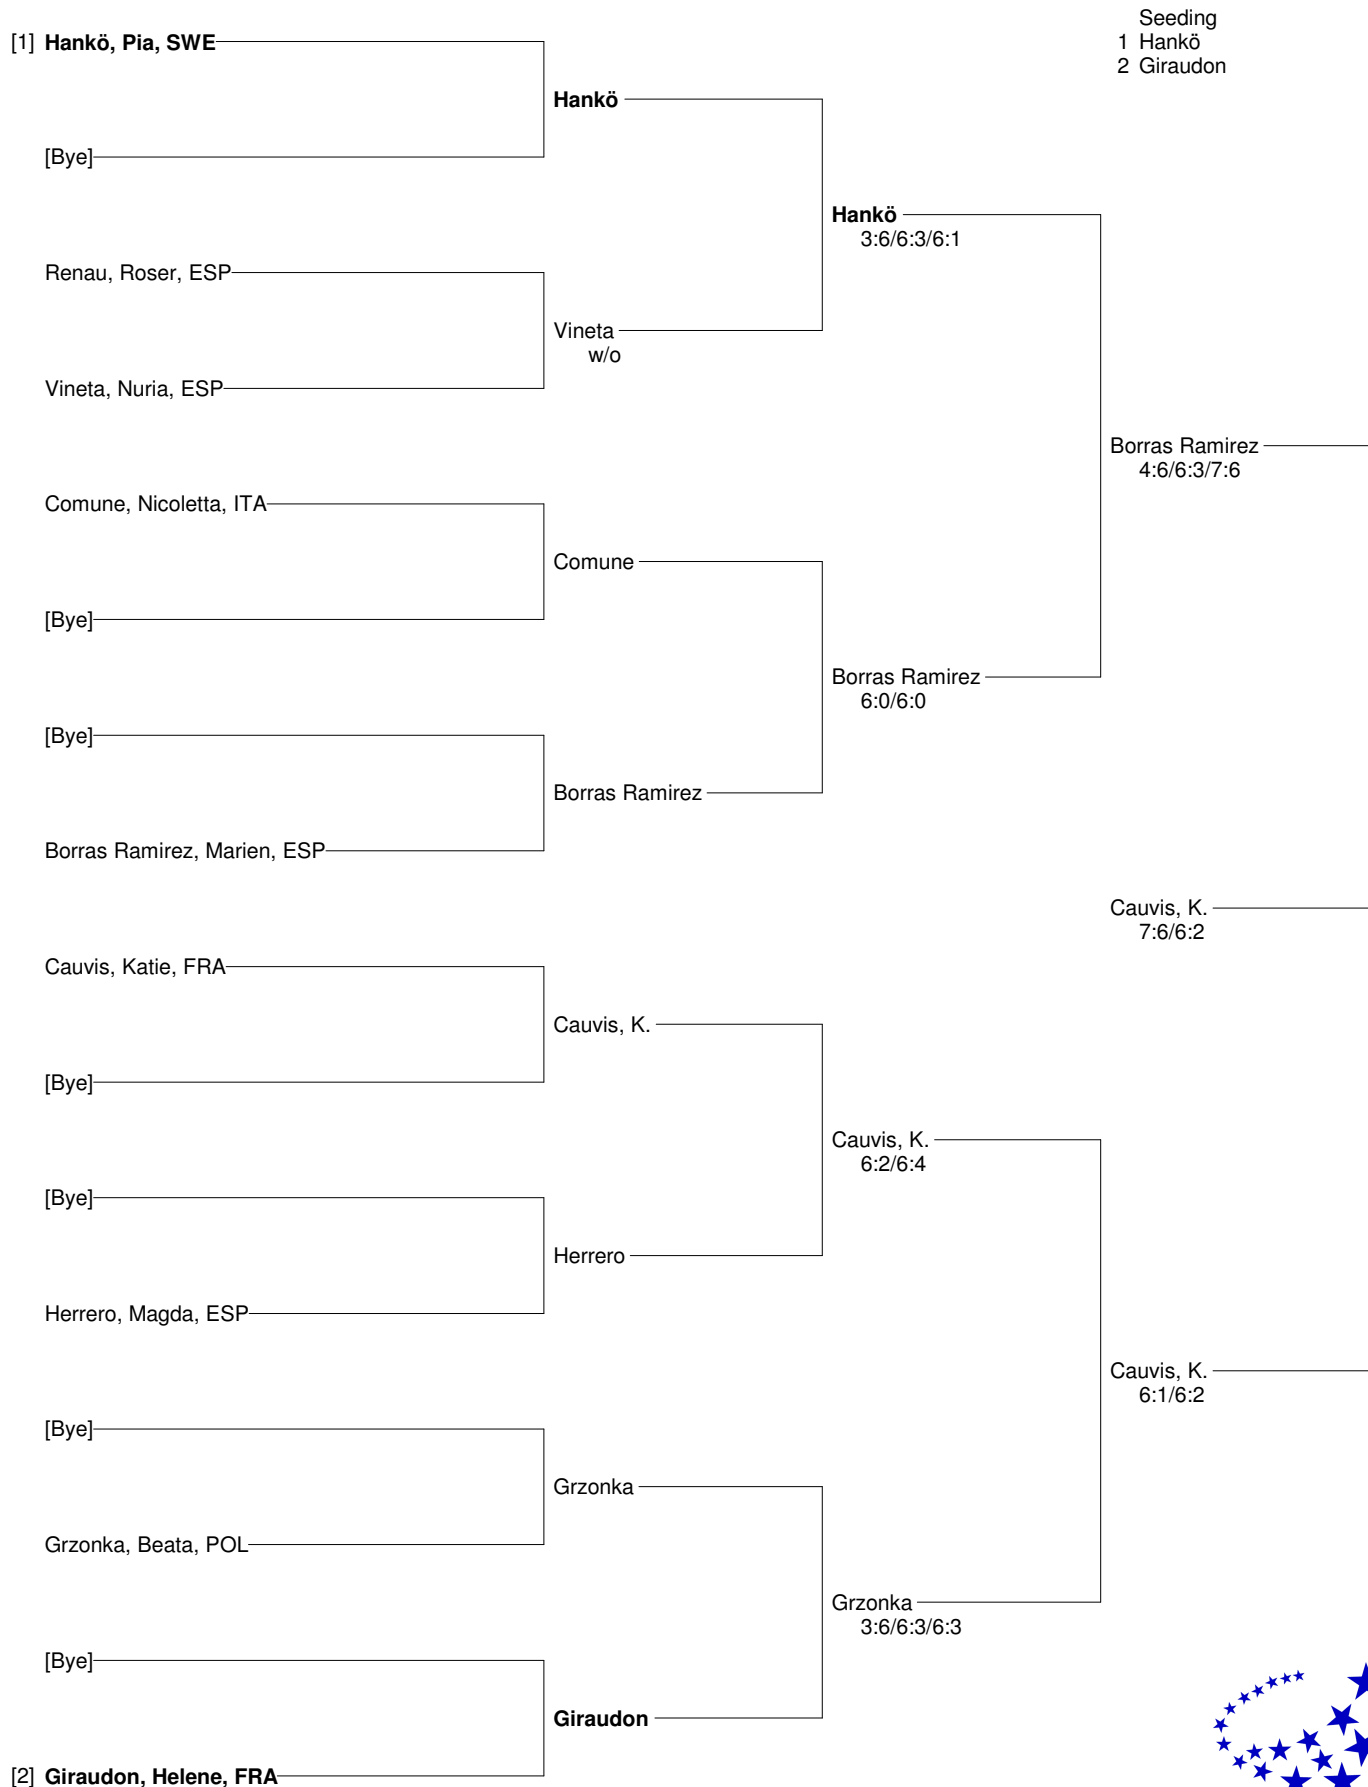 Seeding
1 Hankö
2 Giraudon
[1] Hankö, Pia, SWE
Hankö
[Bye]
Hankö
3:6/6:3/6:1
Renau, Roser, ESP
Vineta
w/o
Vineta, Nuria, ESP
Borras Ramirez
4:6/6:3/7:6
Comune, Nicoletta, ITA
Comune
[Bye]
Borras Ramirez
6:0/6:0
[Bye]
Borras Ramirez
Borras Ramirez, Marien, ESP
Cauvis, K.
7:6/6:2
Cauvis, Katie, FRA
Cauvis, K.
[Bye]
Cauvis, K.
6:2/6:4
[Bye]
Herrero
Herrero, Magda, ESP
Cauvis, K.
6:1/6:2
[Bye]
Grzonka
Grzonka, Beata, POL
Grzonka
3:6/6:3/6:3
[Bye]
Giraudon
[2] Giraudon, Helene, FRA